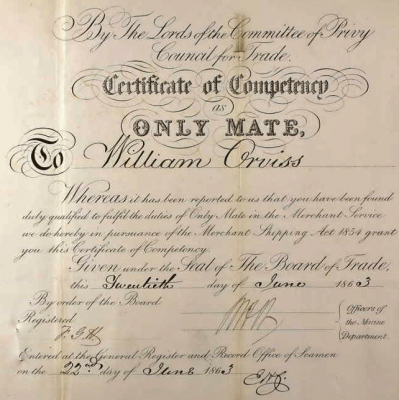 By The Lords of the Committee of Privy
Council for Trade.
Certificate of Competency
as
ONLY MATE,
To William Orviss
Whereas it has been reported to us that you have been found
duly qualified to fulfil the duties of Only Mate in the Merchant Service
we do hereby in pursuance of the Merchant Shipping Act 1854 grant
you this Certificate of Competency
Given under the Seal of The Board of Trade,
this Twentieth day of June 1863
By order of the Board
Officers of
the Marine
Department
Registered
Entered at the General Register and Record Office of Seamen
on the 22nd day of June 1863